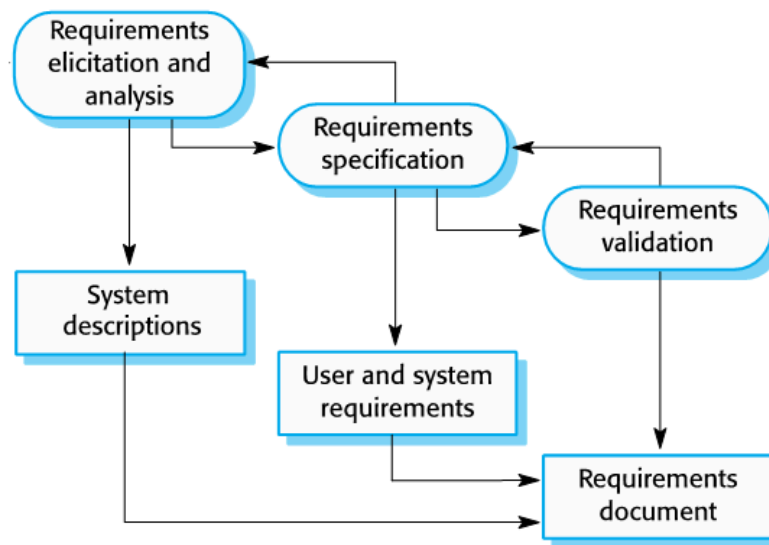 Requirements
elicitation and
analysis
Requirements
specification
Requirements
validation
System
descriptions
User and system
requirements
Requirements
document